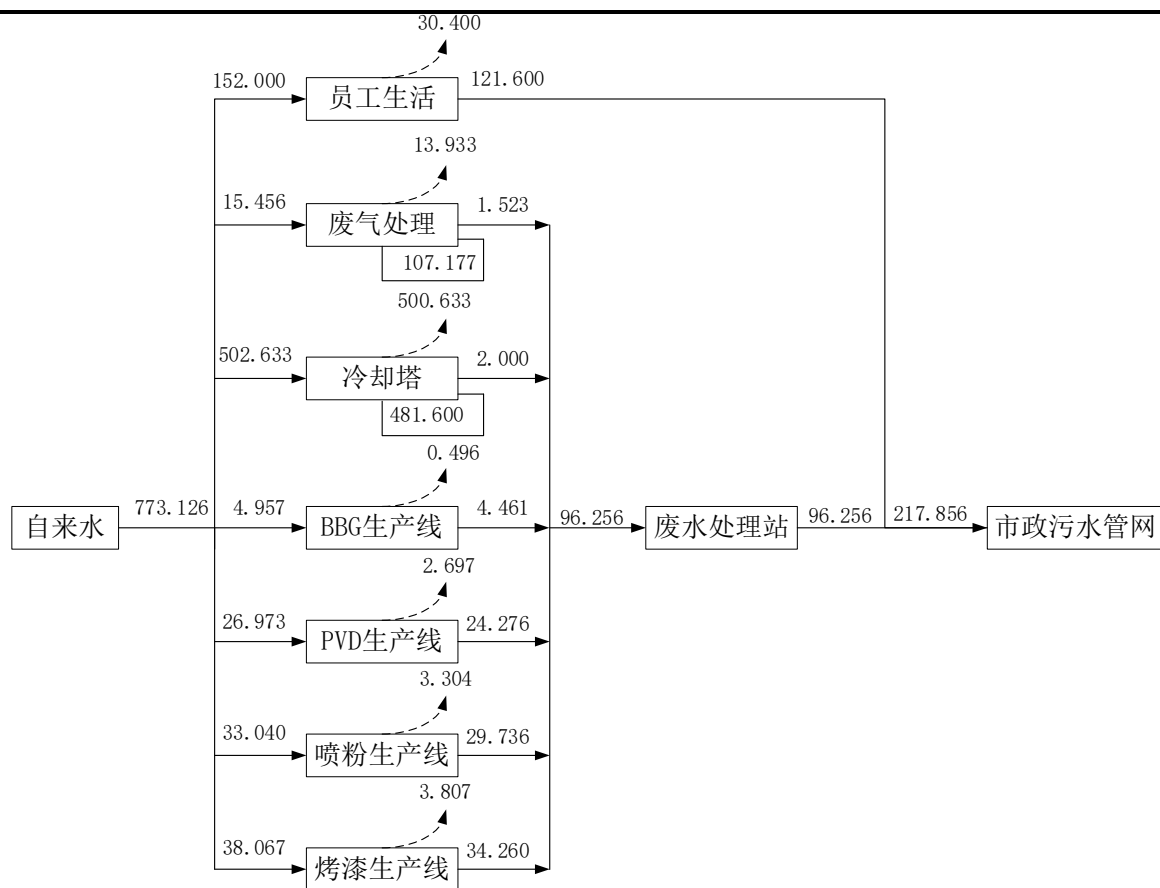 30.400
152.000
员工生活
121.600
13.933
15.456
废气处理
1.523
107.177
500.633
502.633
冷却塔
2.000
481.600
0.496
自来水
773.126
4.957
BBG生产线
4.461
96.256
废水处理站
96.256
217.856
市政污水管网
2.697
26.973
PVD生产线
24.276
3.304
33.040
喷粉生产线
29.736
3.807
38.067
烤漆生产线
34.260